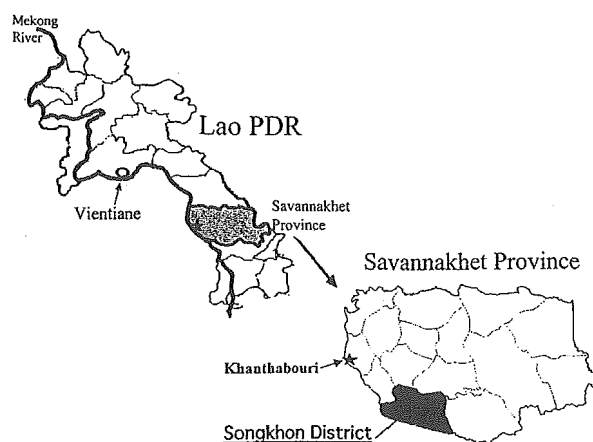 Mekong
River
Lao PDR
Vientiane
Savannakhet
Province
Savannakhet Province
Khanthabouri
Songkhon District